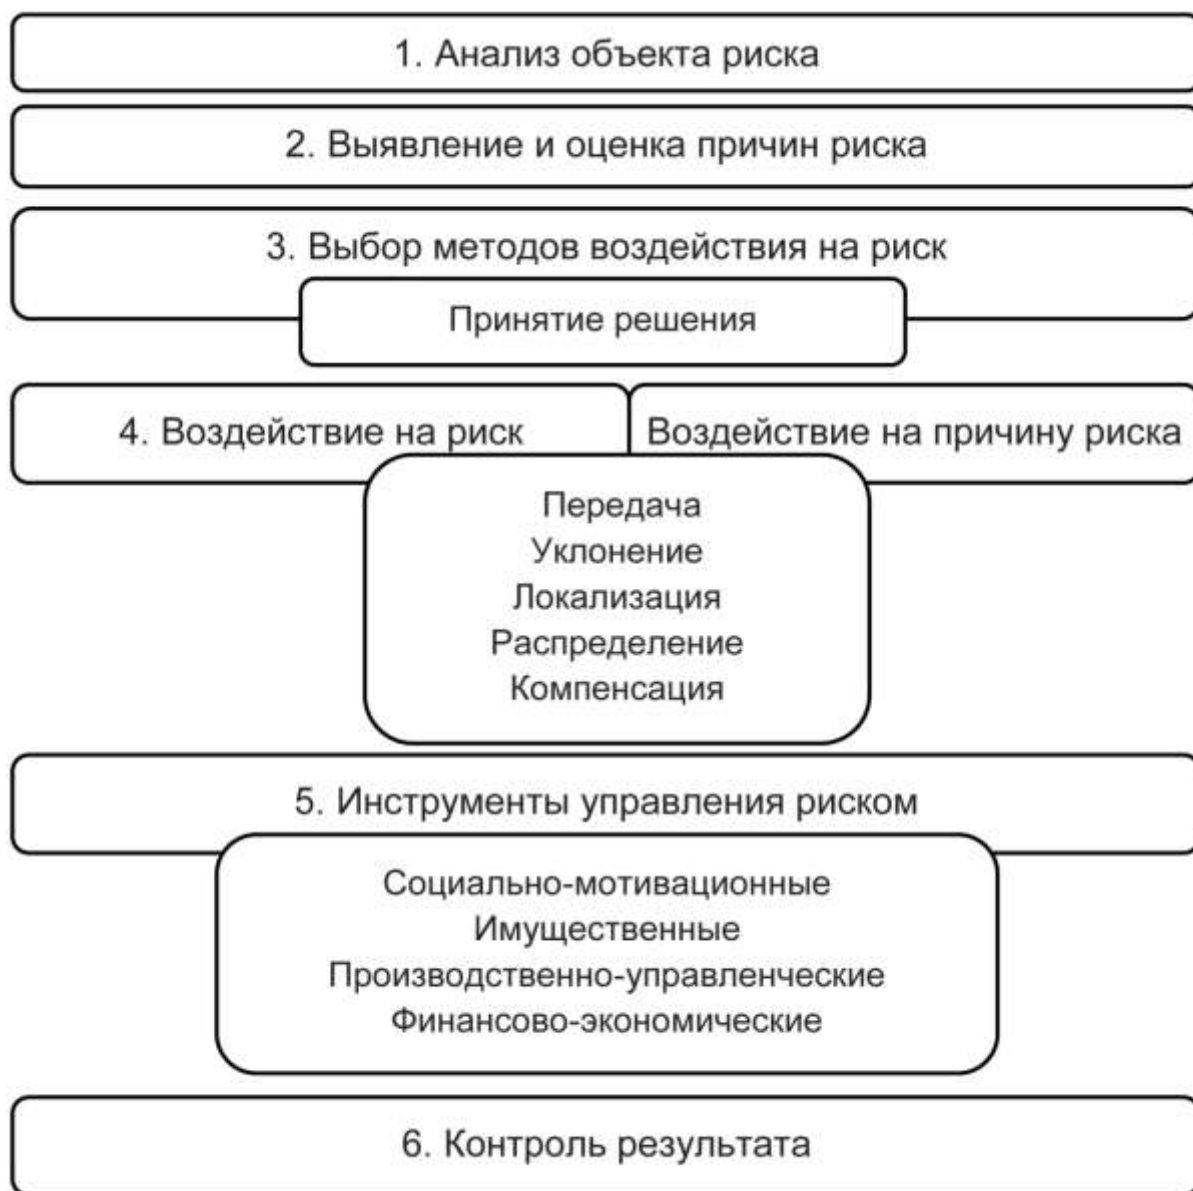 1. Анализ объекта риска
2. Выявление и оценка причин риска
3. Выбор методов воздействия на риск
Принятие решения
4. Воздействие на риск
Воздействие на причину риска
Передача
Уклонение
Локализация
Распределение
Компенсация
5. Инструменты управления риском
Социально-мотивационные
Имущественные
Производственно-управленческие
Финансово-экономические
6. Контроль результата